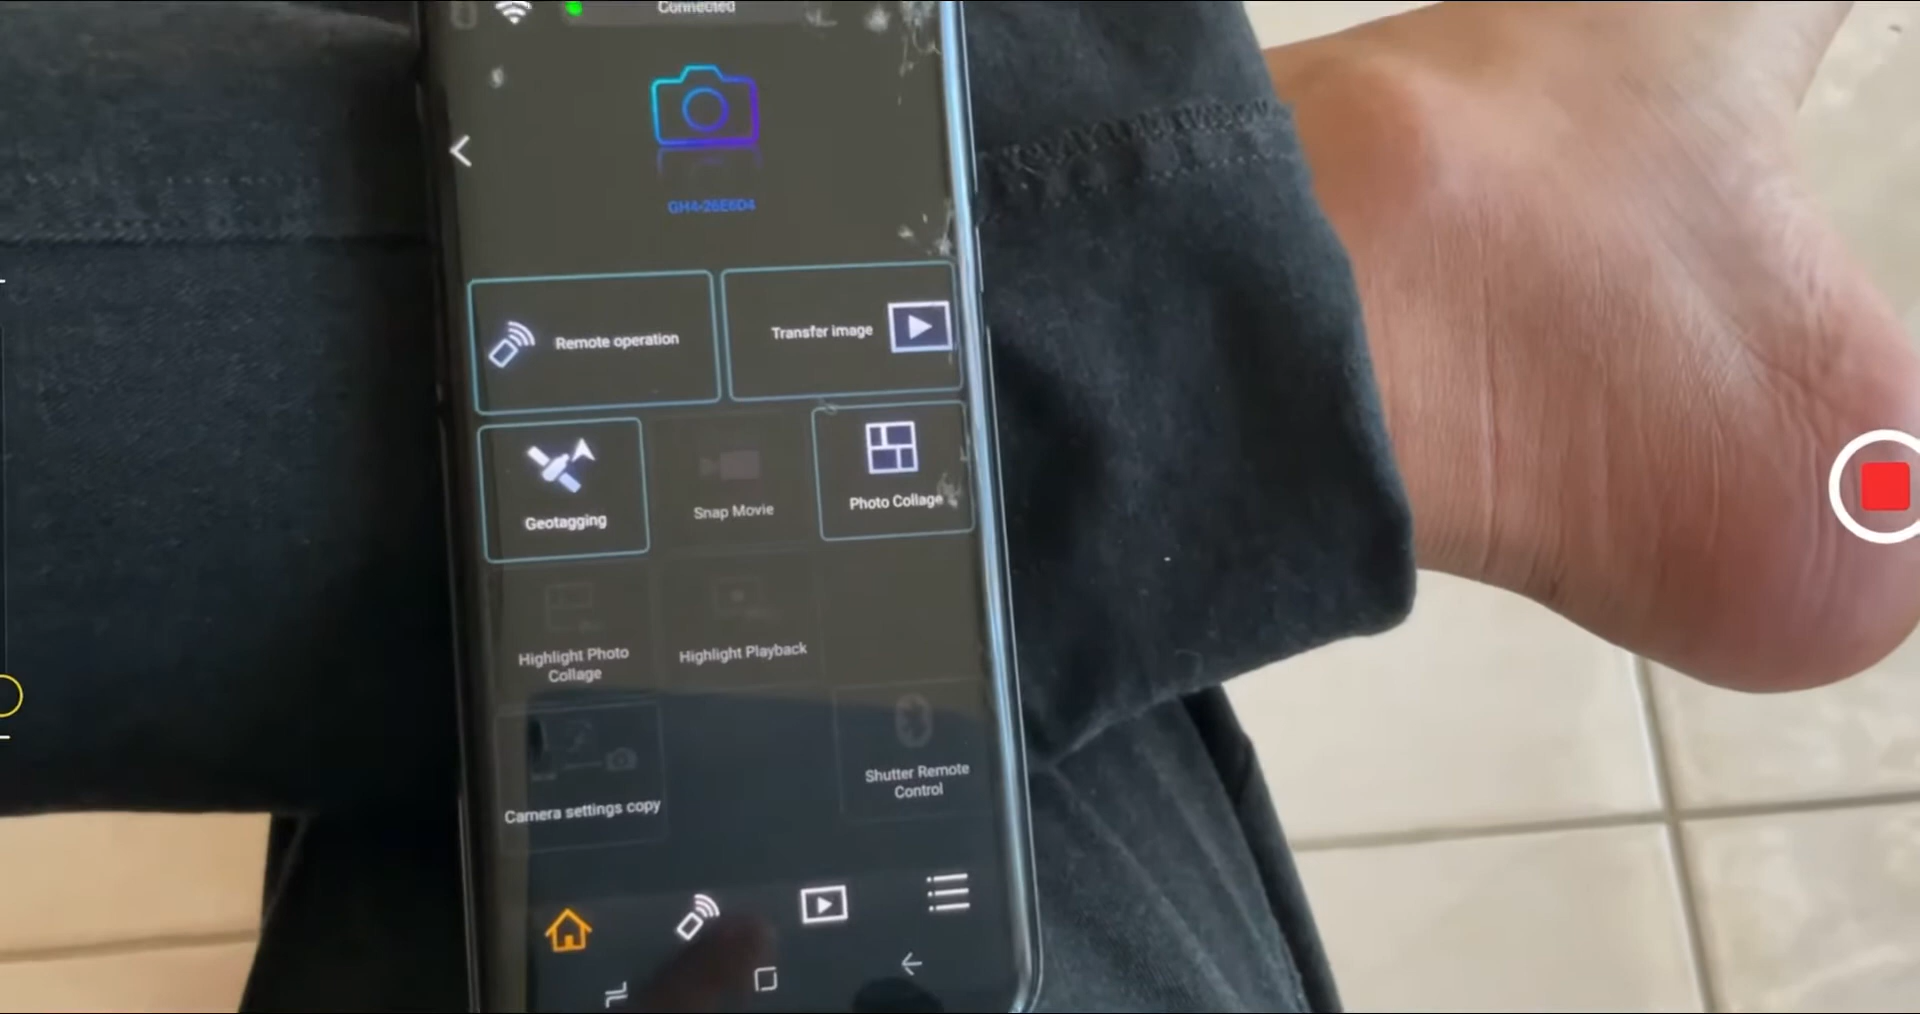 Connected
GH4-26E6D4
Remote operation
Transfer image
Geotagging
Snap Movie
Photo Collage
Highlight Photo
Collage
Highlight Playback
Camera settings copy
Shutter Remote
Control